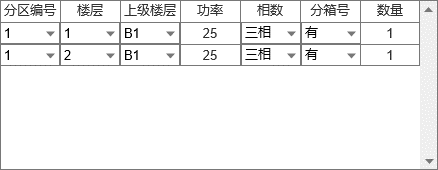 分区编号 楼层 上级楼层 功率 相数 分箱号 数量
1 1 B1 25 三相 有 1
1 2 B1 25 三相 有 1